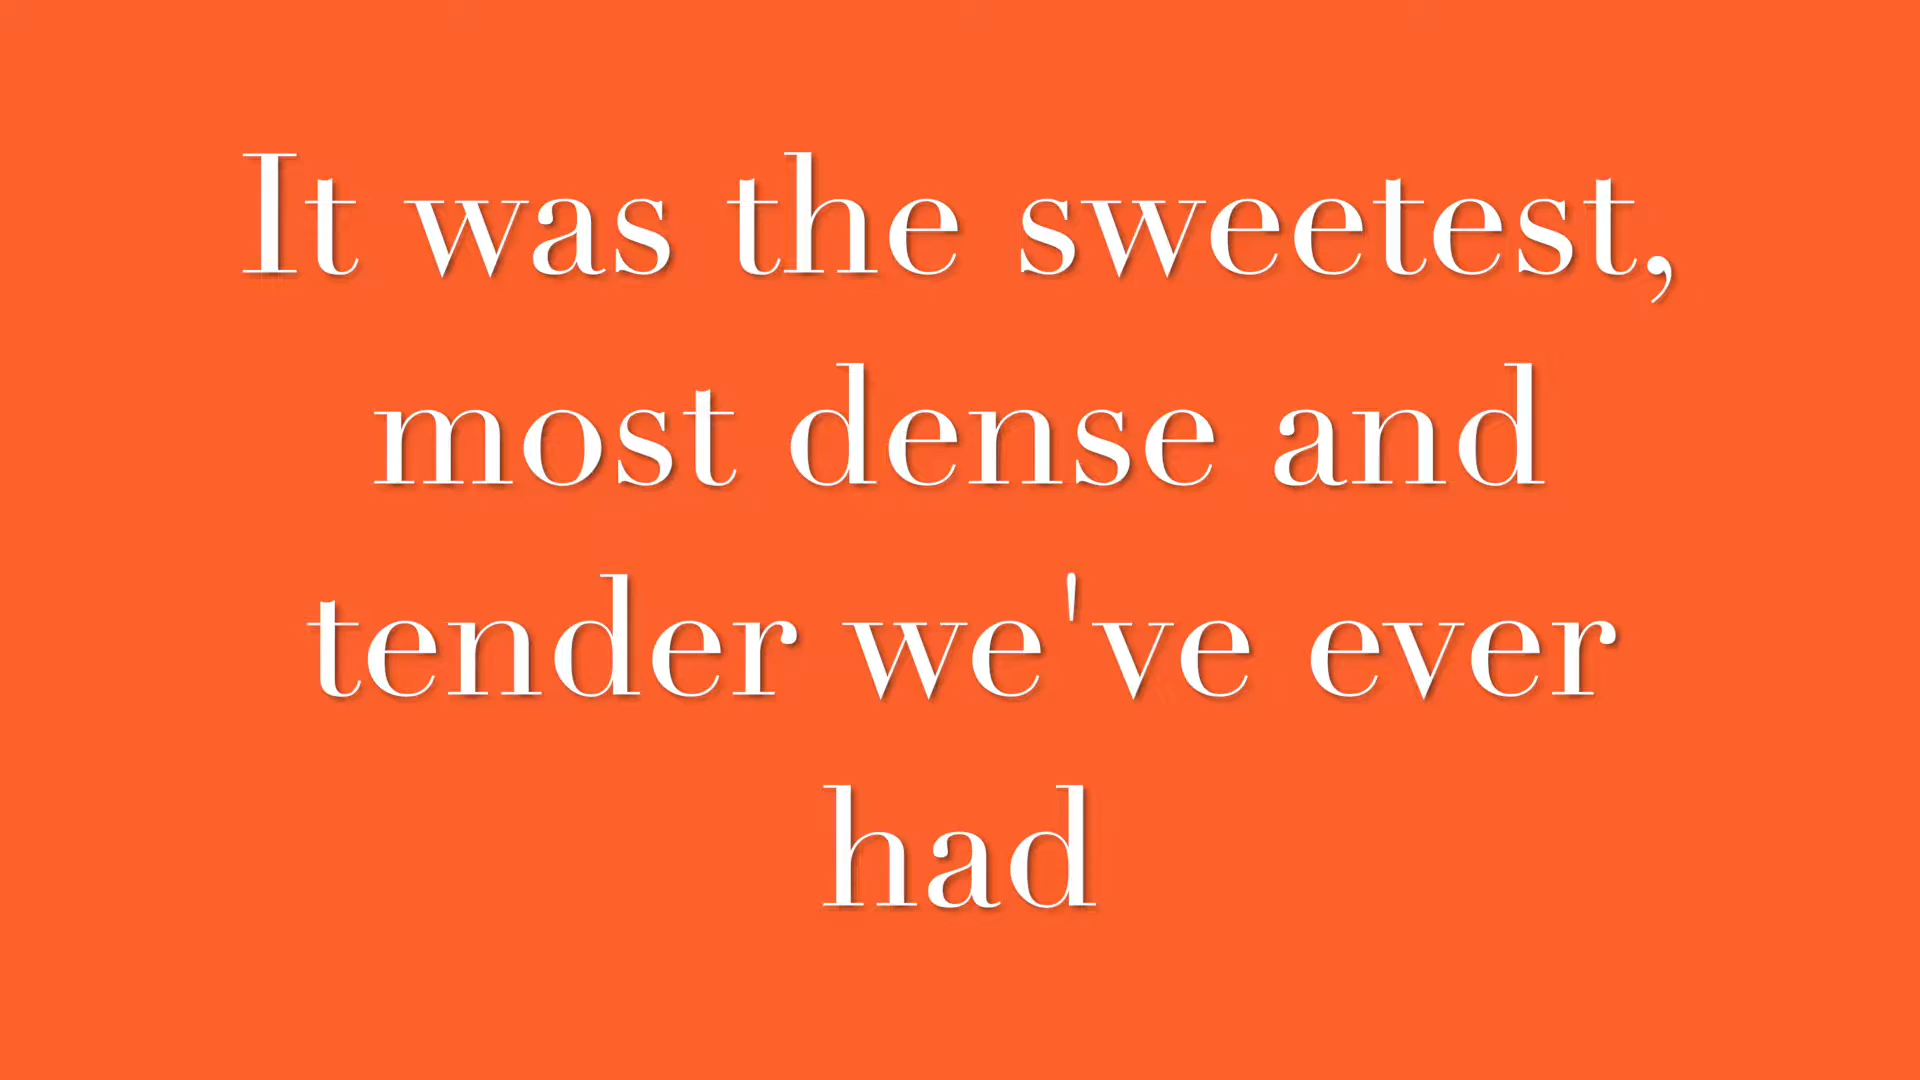 It was the sweetest,
most dense and
tender we've ever
had